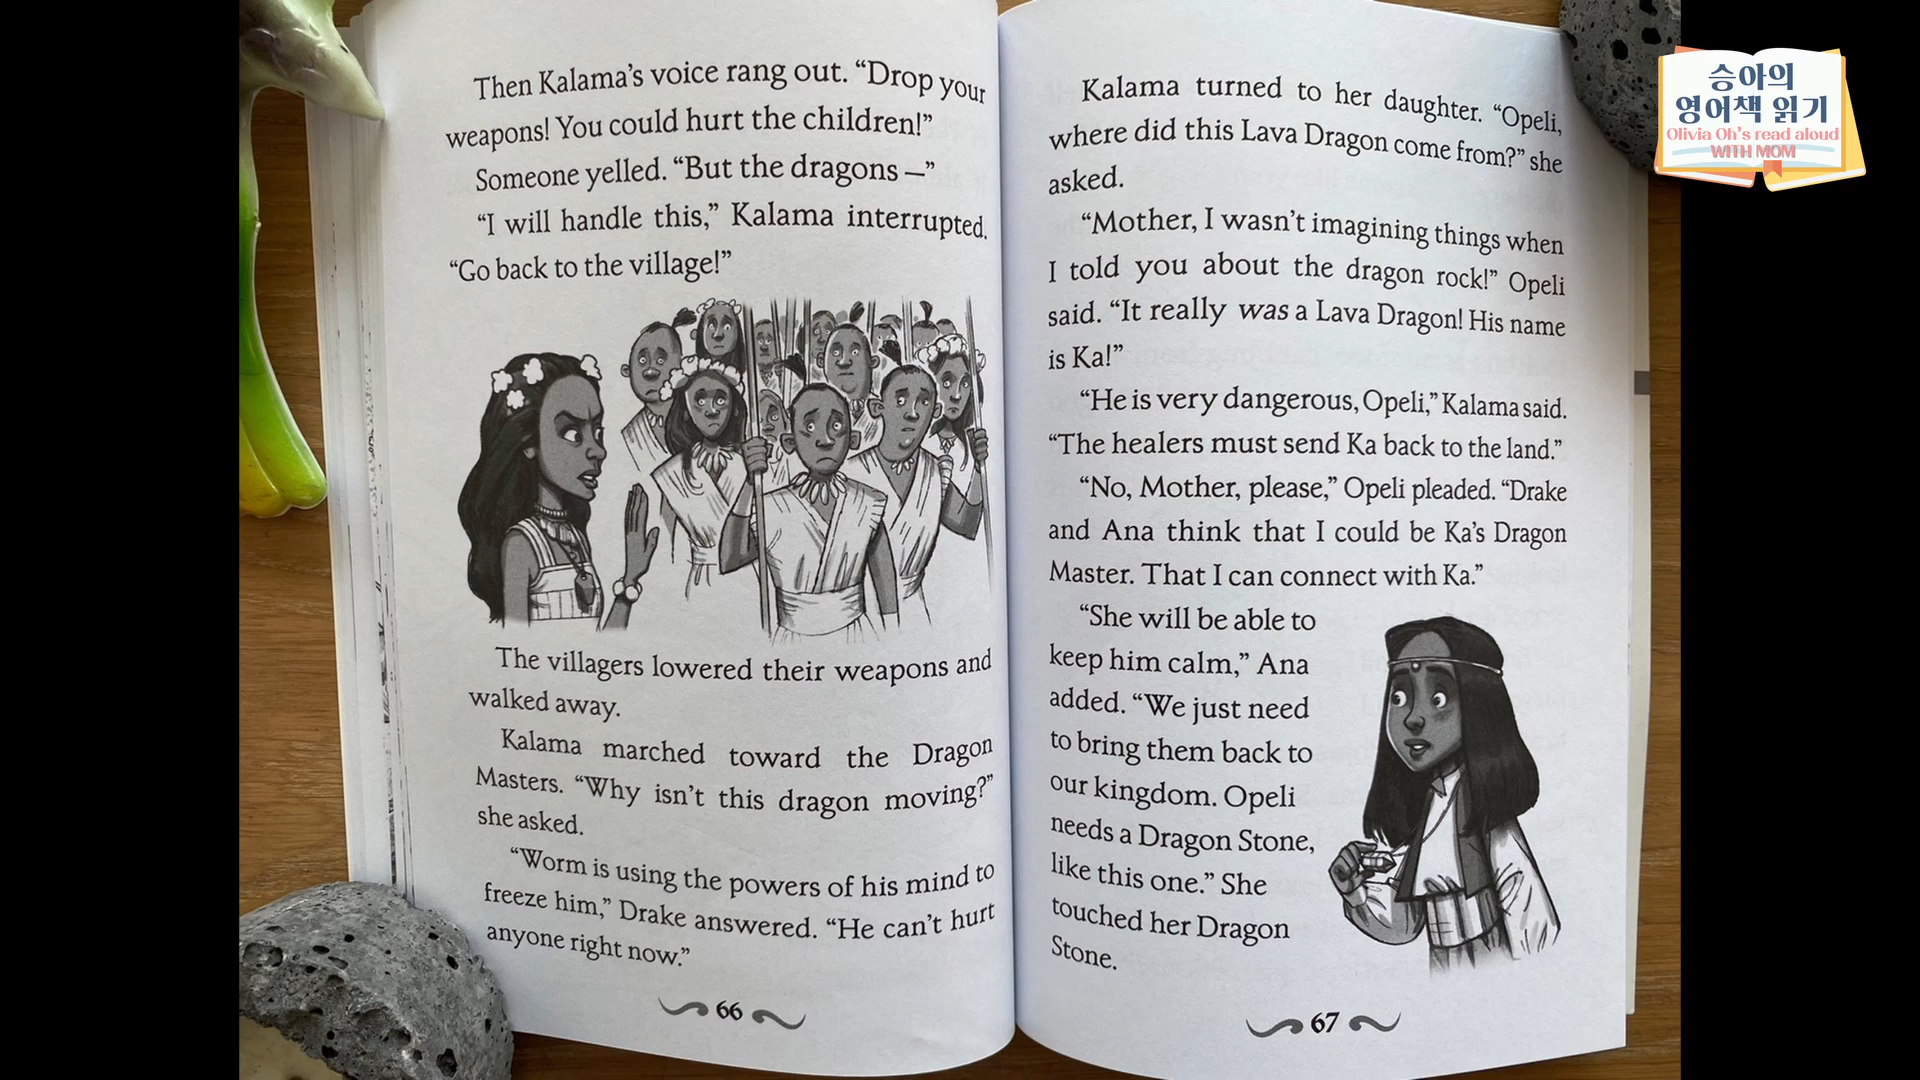 Then Kalama's voice rang out. “Drop your
weapons! You could hurt the children!”
Someone yelled. “But the dragons —”
“I will handle this,” Kalama interrupted.
“Go back to the village!”
The villagers lowered their weapons and
walked away.
Kalama marched toward the Dragon
Masters. “Why isn't this dragon moving?”
she asked.
“Worm is using the powers of his mind to
freeze him,” Drake answered. “He can't hurt
anyone right now.”
66
Kalama turned to her daughter. “Opeli,
where did this Lava Dragon come from?” she
asked.
“Mother, I wasn't imagining things when
I told you about the dragon rock!” Opeli
said. “It really was a Lava Dragon! His name
is Ka!”
“He is very dangerous, Opeli,” Kalama said.
“The healers must send Ka back to the land.”
“No, Mother, please,” Opeli pleaded. “Drake
and Ana think that I could be Ka's Dragon
Master. That I can connect with Ka.”
“She will be able to
keep him calm,” Ana
added. “We just need
to bring them back to
our kingdom. Opeli
needs a Dragon Stone,
like this one.” She
touched her Dragon
Stone.
67
승아의
영어책 읽기
Olivia Oh's read aloud
WITH MOM